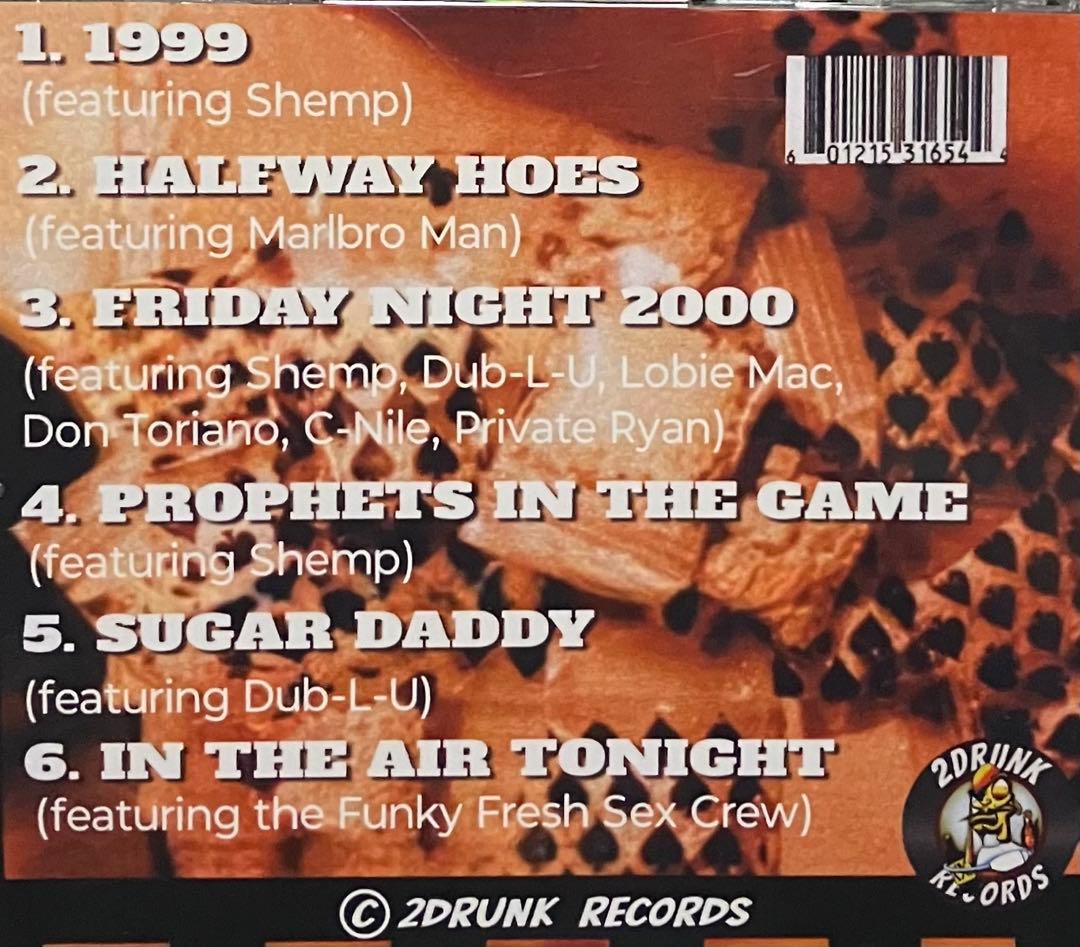 1. 1999
(featuring Shemp)
6 01215 31654 4
2. HALFWAY HOES
(featuring Marlbro Man)
3. FRIDAY NIGHT 2000
(featuring Shemp, Dub-L-U, Lobie Mac,
Don Toriano, C-Nile, Private Ryan)
4. PROPHETS IN THE GAME
(featuring Shemp)
5. SUGAR DADDY
(featuring Dub-L-U)
6. IN THE AIR TONIGHT
(featuring the Funky Fresh Sex Crew)
2DRUNK
RECORDS
© 2DRUNK RECORDS